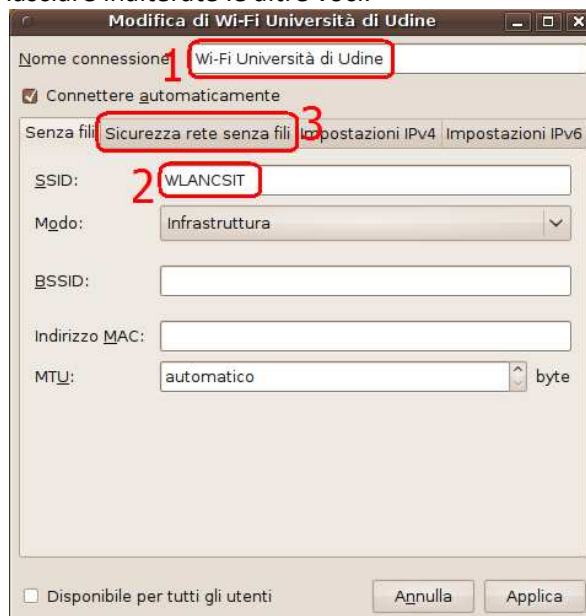 lasciare inalterate le altre voci.
Modifica di Wi-Fi Università di Udine
Nome connessione 1 Wi-Fi Università di Udine
Connettere automaticamente
Senza fili Sicurezza rete senza fili 3 Impostazioni IPv4 Impostazioni IPv6
SSID: 2 WLANCSIT
Modo: Infrastruttura
BSSID:
Indirizzo MAC:
MTU: automatico byte
Disponibile per tutti gli utenti Annulla Applica